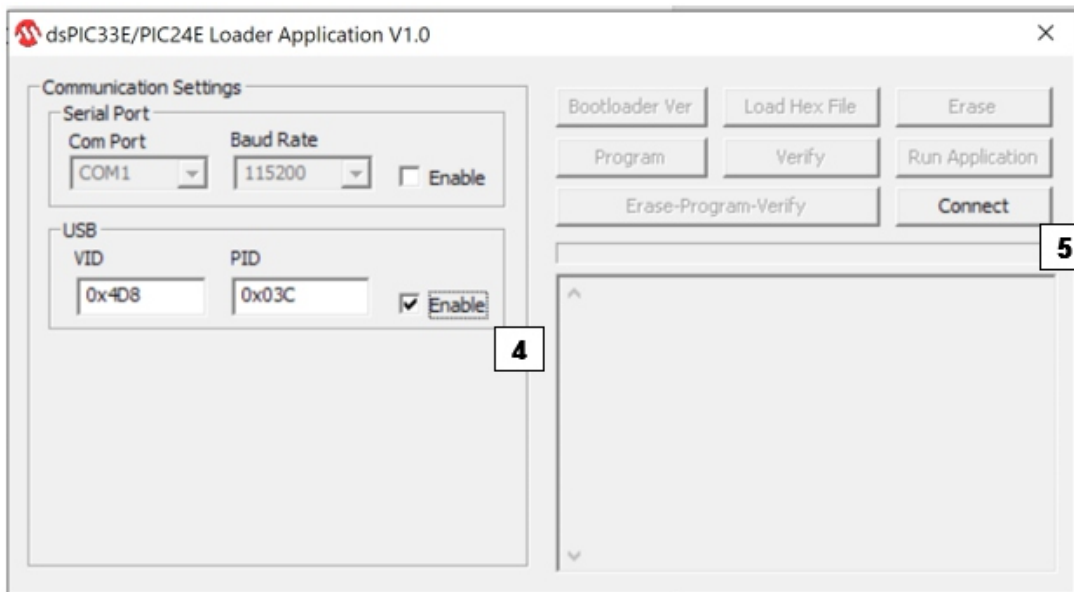 dsPIC33E/PIC24E Loader Application V1.0
Communication Settings
Serial Port
Com Port Baud Rate
COM1 115200 Enable
USB
VID PID
0x4D8 0x03C Enable
4
Bootloader Ver Load Hex File Erase
Program Verify Run Application
Erase-Program-Verify Connect
5